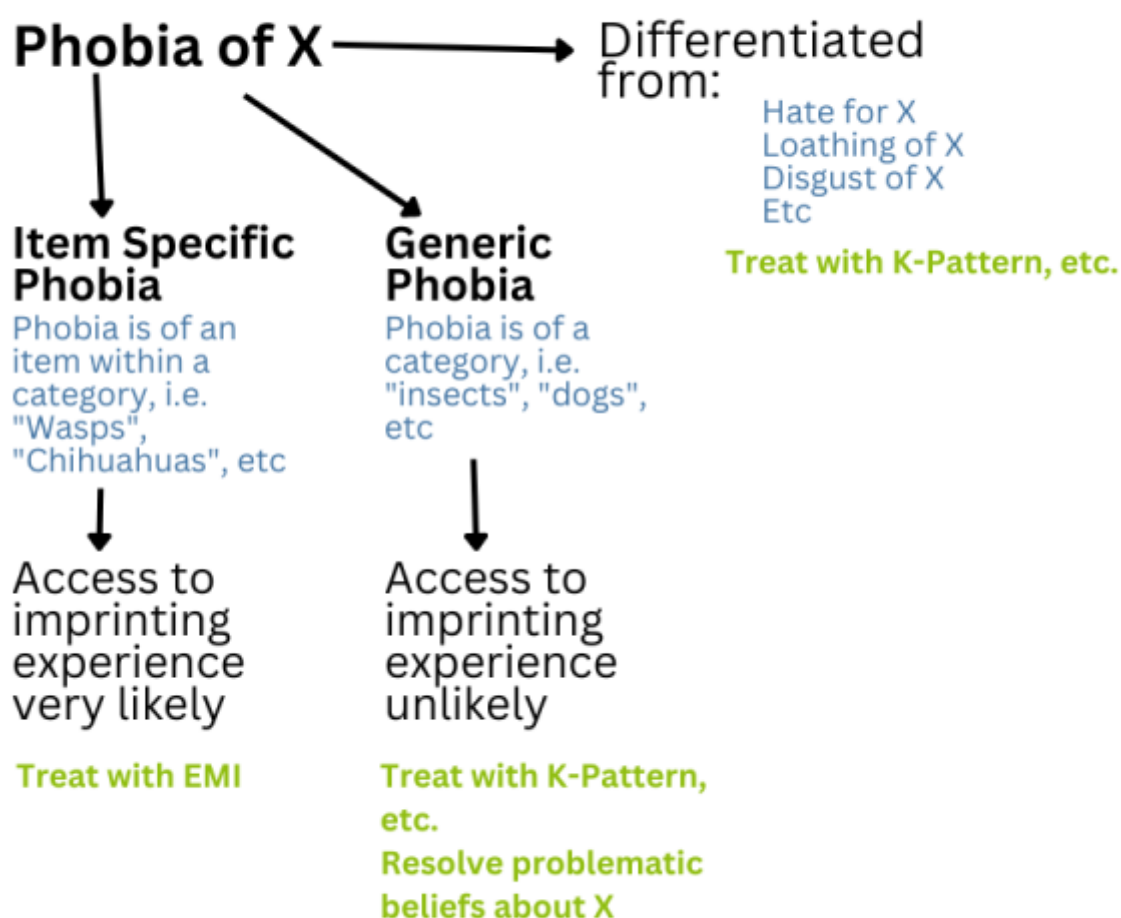 Phobia of X
Differentiated
from:
Hate for X
Loathing of X
Disgust of X
Etc
Treat with K-Pattern, etc.
Item Specific
Phobia
Phobia is of an
item within a
category, i.e.
"Wasps",
"Chihuahuas", etc
Access to
imprinting
experience
very likely
Treat with EMI
Generic
Phobia
Phobia is of a
category, i.e.
"insects", "dogs",
etc
Access to
imprinting
experience
unlikely
Treat with K-Pattern,
etc.
Resolve problematic
beliefs about X